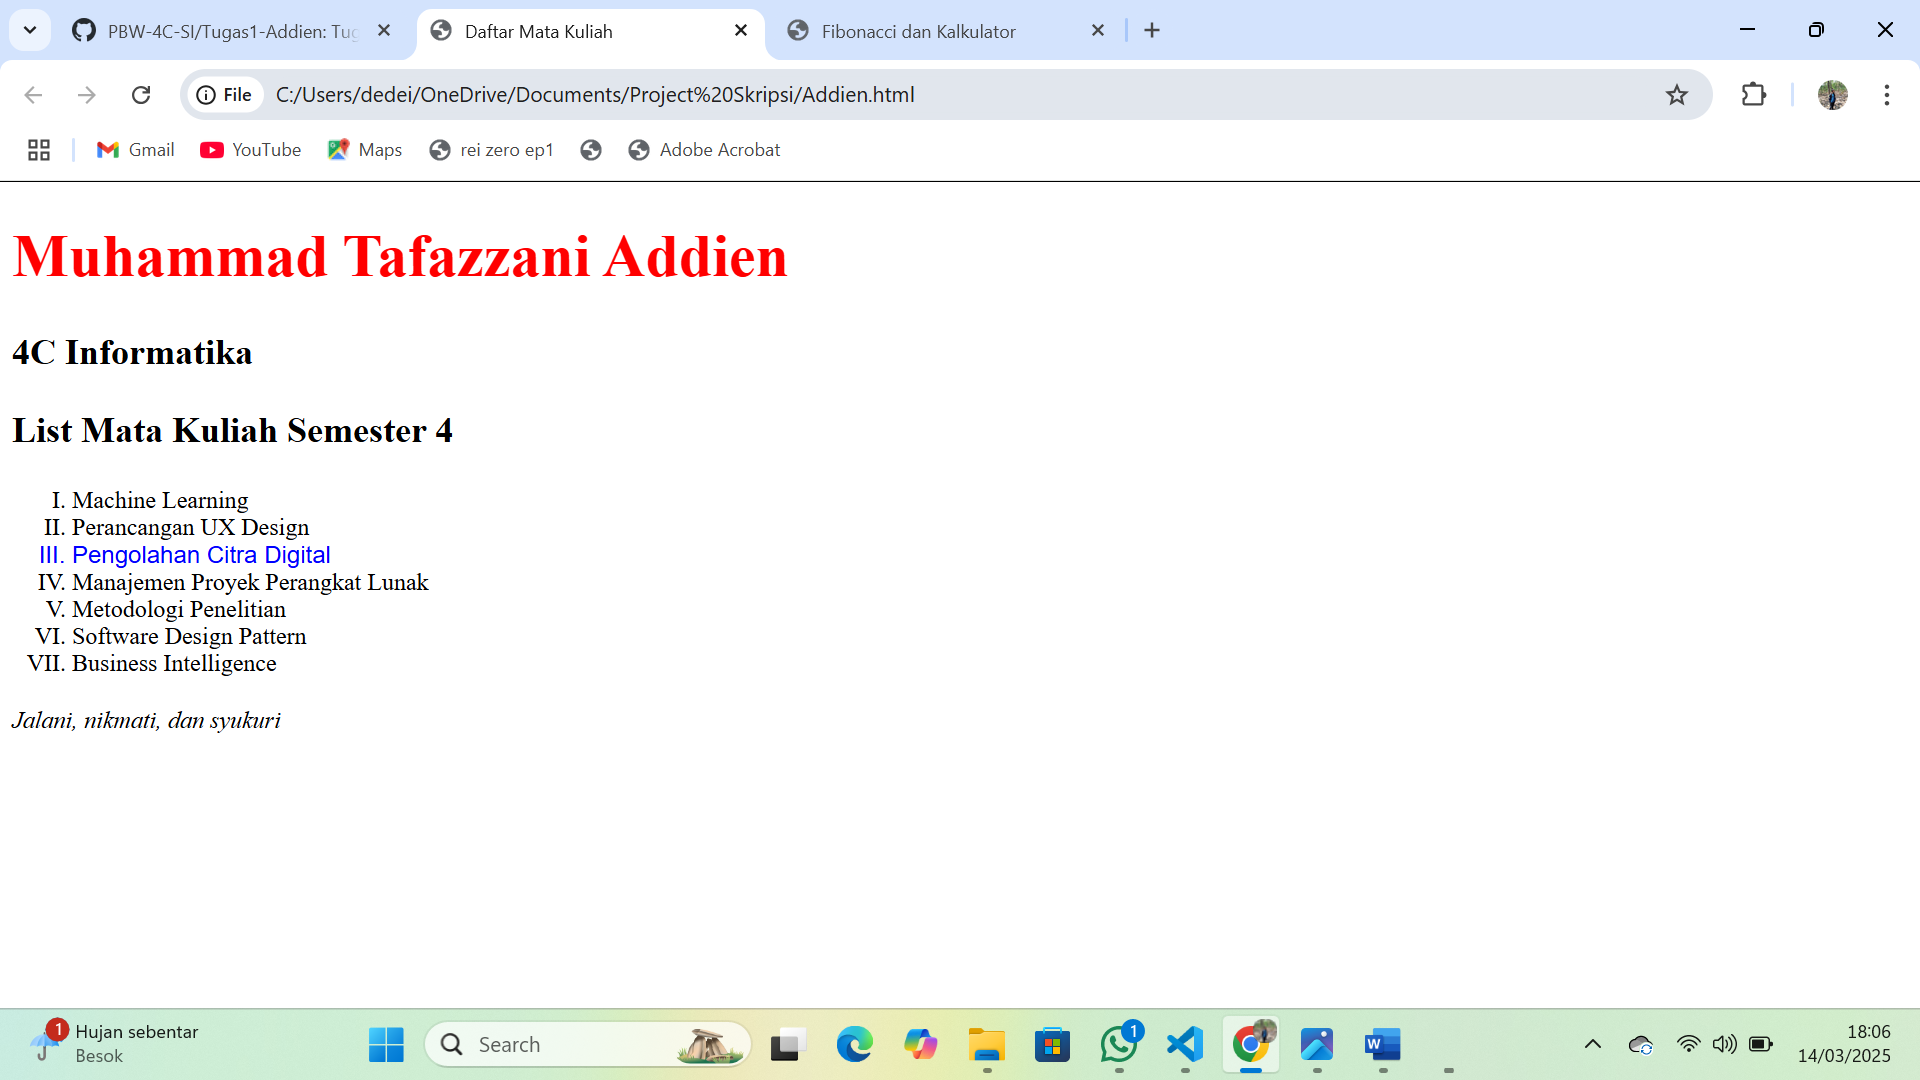 PBW-4C-SI/Tugas1-Addien: Tug
Daftar Mata Kuliah
Fibonacci dan Kalkulator
File
C:/Users/dedei/OneDrive/Documents/Project%20Skripsi/Addien.html
Gmail
YouTube
Maps
rei zero ep1
Adobe Acrobat
Muhammad Tafazzani Addien
4C Informatika
List Mata Kuliah Semester 4
I. Machine Learning
II. Perancangan UX Design
III. Pengolahan Citra Digital
IV. Manajemen Proyek Perangkat Lunak
V. Metodologi Penelitian
VI. Software Design Pattern
VII. Business Intelligence
Jalani, nikmati, dan syukuri
1
Hujan sebentar
Besok
Search
1
W
18:06
14/03/2025